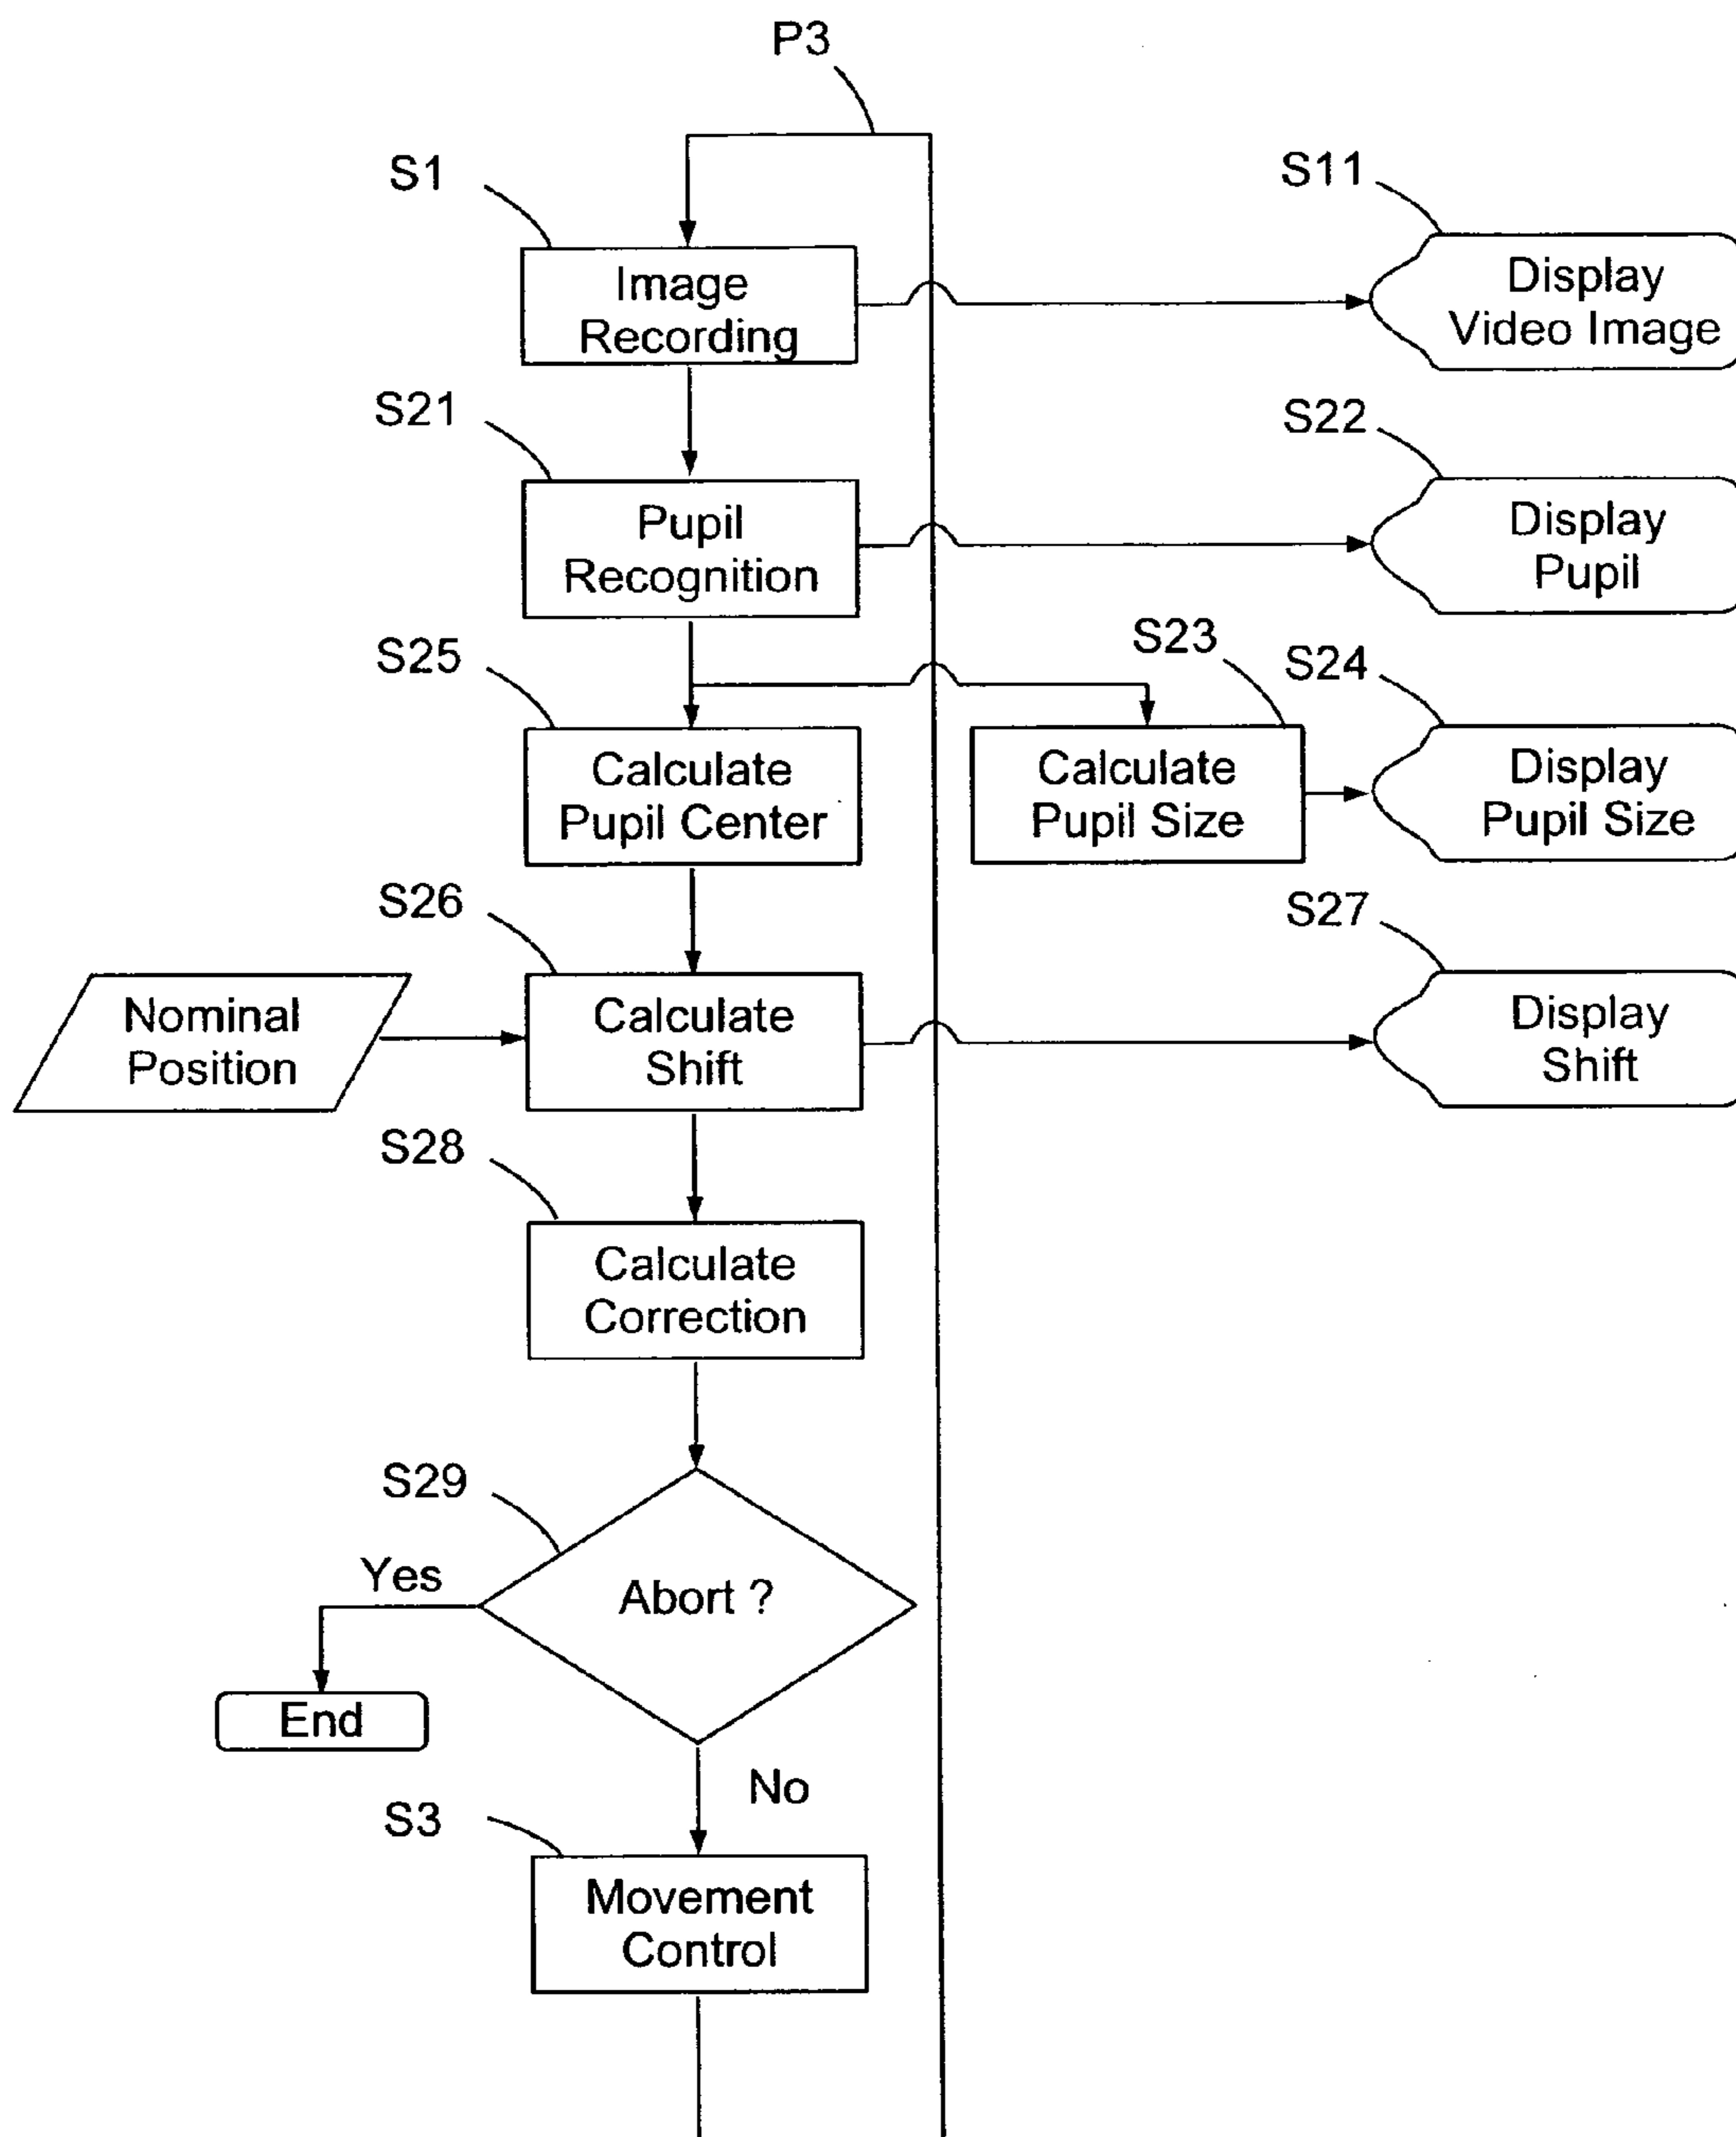 P3
S1
S11
Image
Recording
Display
Video Image
S21
S22
Pupil
Recognition
Display
Pupil
S25
S23
S24
Calculate
Pupil Center
Calculate
Pupil Size
Display
Pupil Size
S26
S27
Nominal
Position
Calculate
Shift
Display
Shift
S28
Calculate
Correction
S29
Yes
Abort ?
End
No
S3
Movement
Control